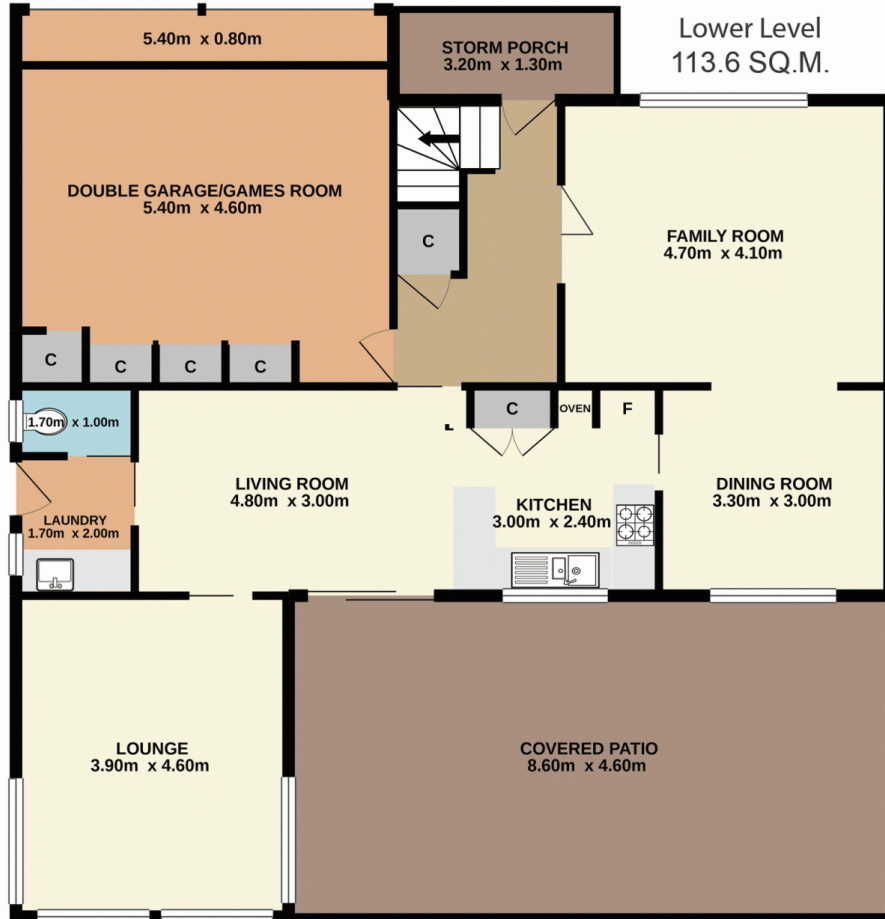 Lower Level
113.6 SQ.M.
5.40m x 0.80m
STORM PORCH
3.20m x 1.30m
DOUBLE GARAGE/GAMES ROOM
5.40m x 4.60m
C
FAMILY ROOM
4.70m x 4.10m
C
C
C
C
1.70m x 1.00m
C
OVEN
F
LIVING ROOM
4.80m x 3.00m
KITCHEN
3.00m x 2.40m
DINING ROOM
3.30m x 3.00m
LAUNDRY
1.70m x 2.00m
LOUNGE
3.90m x 4.60m
COVERED PATIO
8.60m x 4.60m